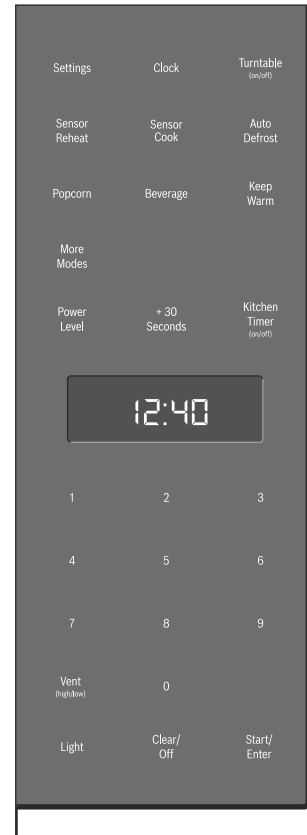 Settings Clock Turntable
(on/off)
Sensor Sensor Auto
Reheat Cook Defrost
Popcorn Beverage Keep
Warm
More
Modes
Power + 30 Kitchen
Level Seconds Timer
(on/off)
12:40
1 2 3
4 5 6
7 8 9
Vent 0
(high/low)
Light Clear/ Start/
Off Enter